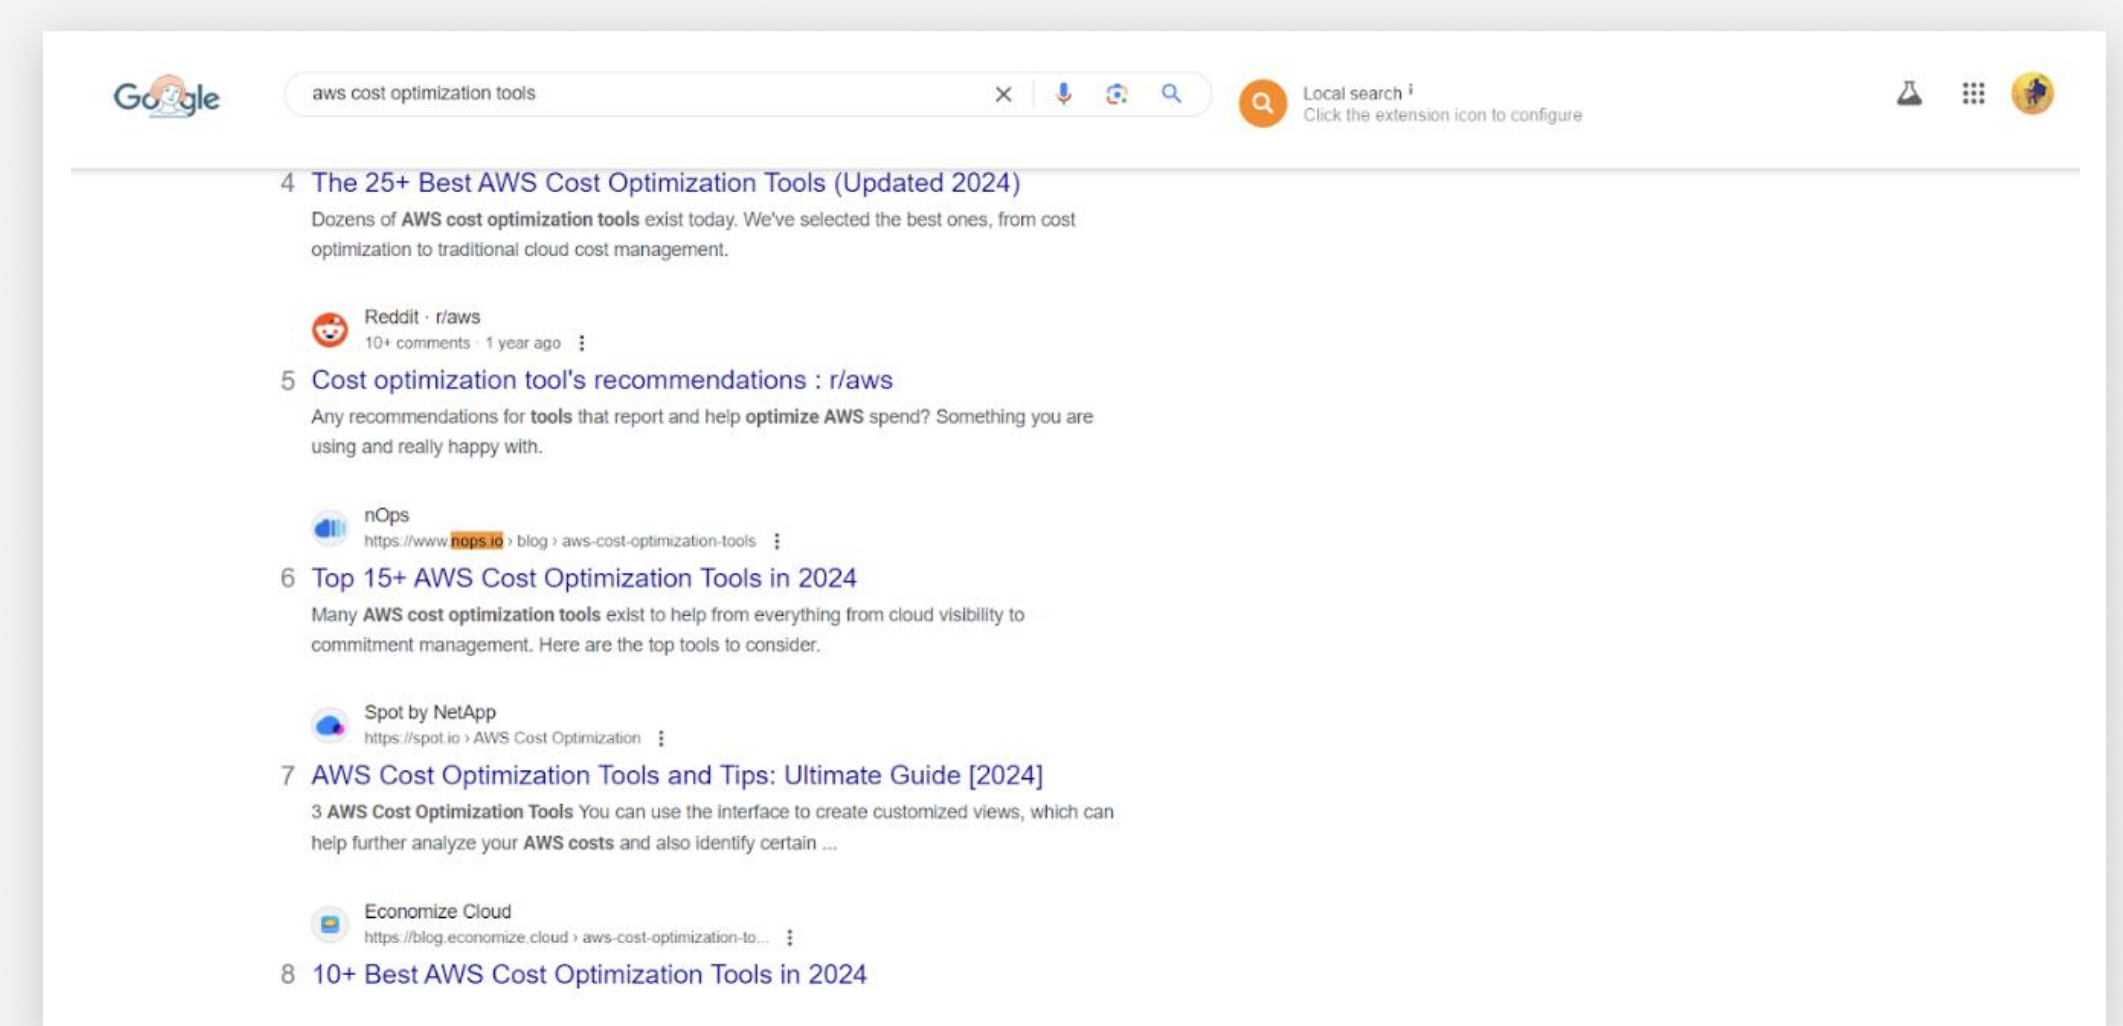 Google
aws cost optimization tools
Local search i
Click the extension icon to configure
4 The 25+ Best AWS Cost Optimization Tools (Updated 2024)
Dozens of AWS cost optimization tools exist today. We've selected the best ones, from cost
optimization to traditional cloud cost management.
Reddit · r/aws
10+ comments · 1 year ago
5 Cost optimization tool's recommendations : r/aws
Any recommendations for tools that report and help optimize AWS spend? Something you are
using and really happy with.
nOps
https://www.nops.io › blog › aws-cost-optimization-tools
6 Top 15+ AWS Cost Optimization Tools in 2024
Many AWS cost optimization tools exist to help from everything from cloud visibility to
commitment management. Here are the top tools to consider.
Spot by NetApp
https://spot.io › AWS Cost Optimization
7 AWS Cost Optimization Tools and Tips: Ultimate Guide [2024]
3 AWS Cost Optimization Tools You can use the interface to create customized views, which can
help further analyze your AWS costs and also identify certain ...
Economize Cloud
https://blog.economize.cloud › aws-cost-optimization-to...
8 10+ Best AWS Cost Optimization Tools in 2024